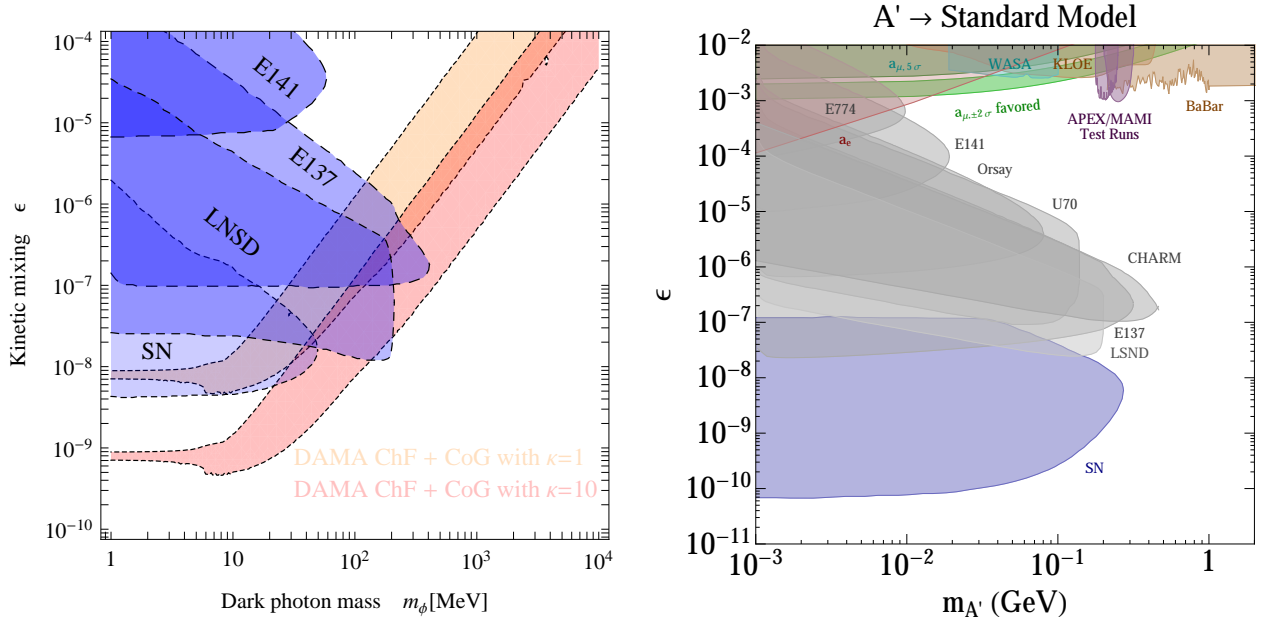 10^-4
10^-5
10^-6
10^-7
10^-8
10^-9
10^-10
Kinetic mixing ϵ
E141
E137
LNSD
SN
DAMA ChF + CoG with κ=1
DAMA ChF + CoG with κ=10
1
10
10^2
10^3
10^4
Dark photon mass m_ϕ[MeV]
A' → Standard Model
10^-2
10^-3
10^-4
10^-5
10^-6
10^-7
10^-8
10^-9
10^-10
10^-11
ϵ
a_μ,5σ
WASA
KLOE
E774
a_μ,±2σ favored
APEX/MAMI
Test Runs
BaBar
a_e
E141
Orsay
U70
CHARM
E137
LSND
SN
10^-3
10^-2
10^-1
1
m_A' (GeV)